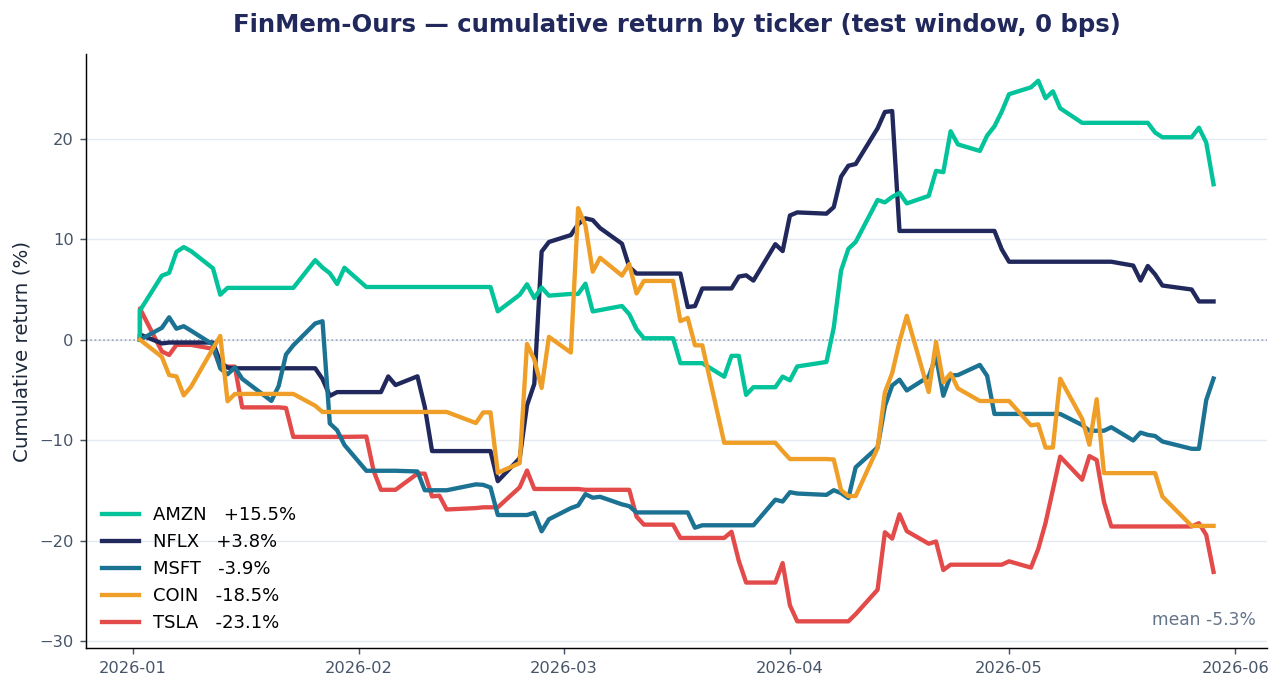 FinMem-Ours — cumulative return by ticker (test window, 0 bps)
Cumulative return (%)
20
10
0
−10
−20
−30
AMZN +15.5%
NFLX +3.8%
MSFT -3.9%
COIN -18.5%
TSLA -23.1%
mean -5.3%
2026-01
2026-02
2026-03
2026-04
2026-05
2026-06